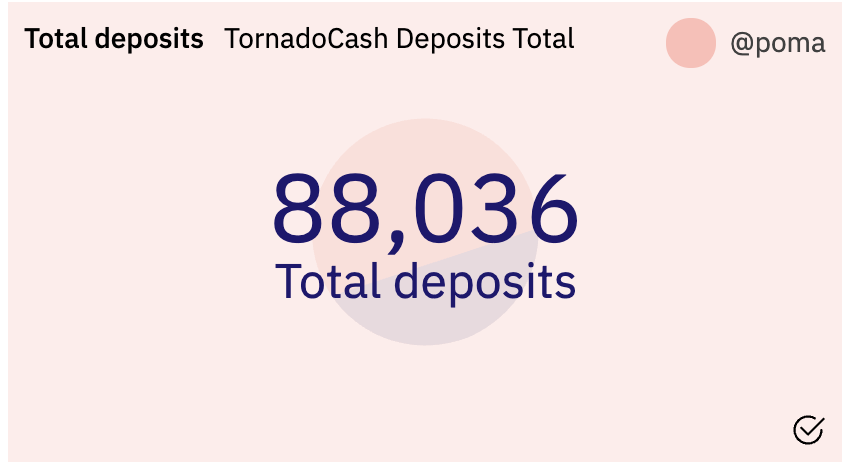 Total deposits TornadoCash Deposits Total @poma
88,036
Total deposits